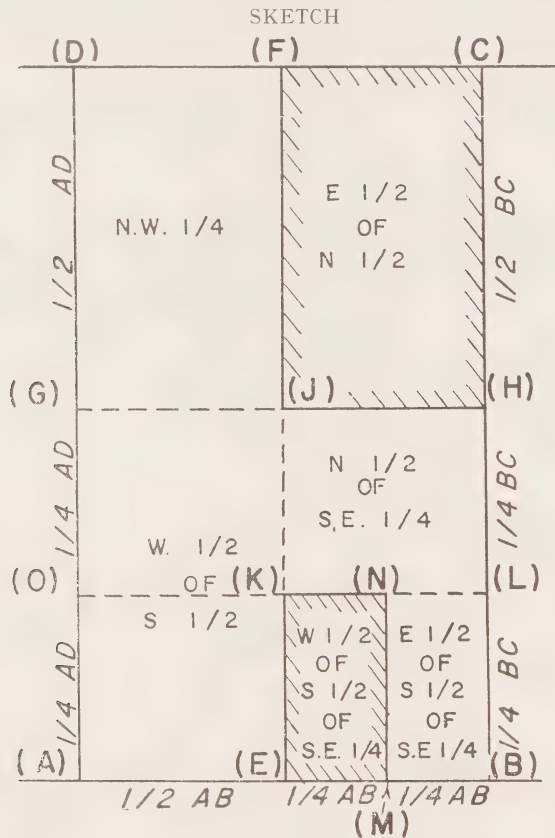 SKETCH
(D)
(F)
(C)
1/2 AD
N.W. 1/4
E 1/2
OF
N 1/2
1/2 BC
(G)
(J)
(H)
1/4 AD
N 1/2
OF
S,E. 1/4
1/4 BC
W. 1/2
OF
S 1/2
(O)
(K)
(N)
(L)
1/4 AD
W 1/2
OF
S 1/2
OF
S.E. 1/4
E 1/2
OF
S 1/2
OF
S.E 1/4
1/4 BC
(A)
(E)
(B)
1/2 AB
1/4 AB
1/4 AB
(M)